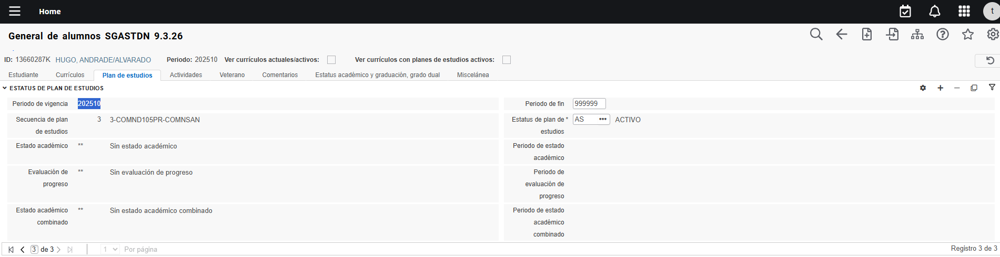 Home
t
General de alumnos SGASTDN 9.3.26
ID: 13660287K HUGO, ANDRADE/ALVARADO Periodo: 202510 Ver currículos actuales/activos: Ver currículos con planes de estudios activos:
Estudiante Currículos Plan de estudios Actividades Veterano Comentarios Estatus académico y graduación, grado dual Miscelánea
ESTATUS DE PLAN DE ESTUDIOS
Periodo de vigencia 202510 Periodo de fin 999999
Secuencia de plan de estudios 3 3-COMND105PR-COMNSAN Estatus de plan de estudios * AS ••• ACTIVO
Estado académico ** Sin estado académico Periodo de estado académico
Evaluación de progreso ** Sin evaluación de progreso Periodo de evaluación de progreso
Estado académico combinado ** Sin estado académico combinado Periodo de estado académico combinado
3 de 3 1 Por página Registro 3 de 3